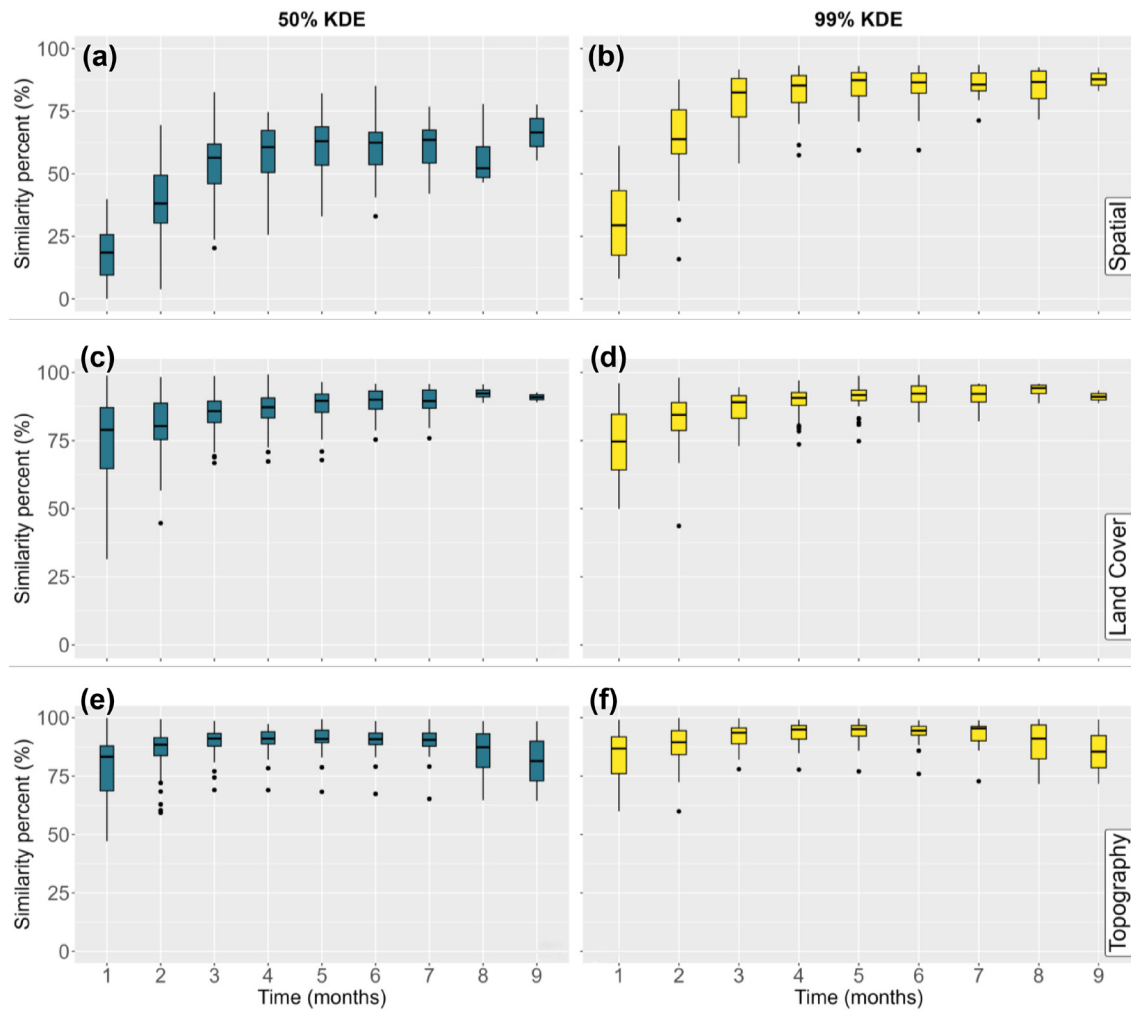 50% KDE
99% KDE
(a)
(b)
Similarity percent (%)
100
75
50
25
0
Spatial
(c)
(d)
Similarity percent (%)
100
75
50
25
0
Land Cover
(e)
(f)
Similarity percent (%)
100
75
50
25
0
Topography
1 2 3 4 5 6 7 8 9
1 2 3 4 5 6 7 8 9
Time (months)
Time (months)